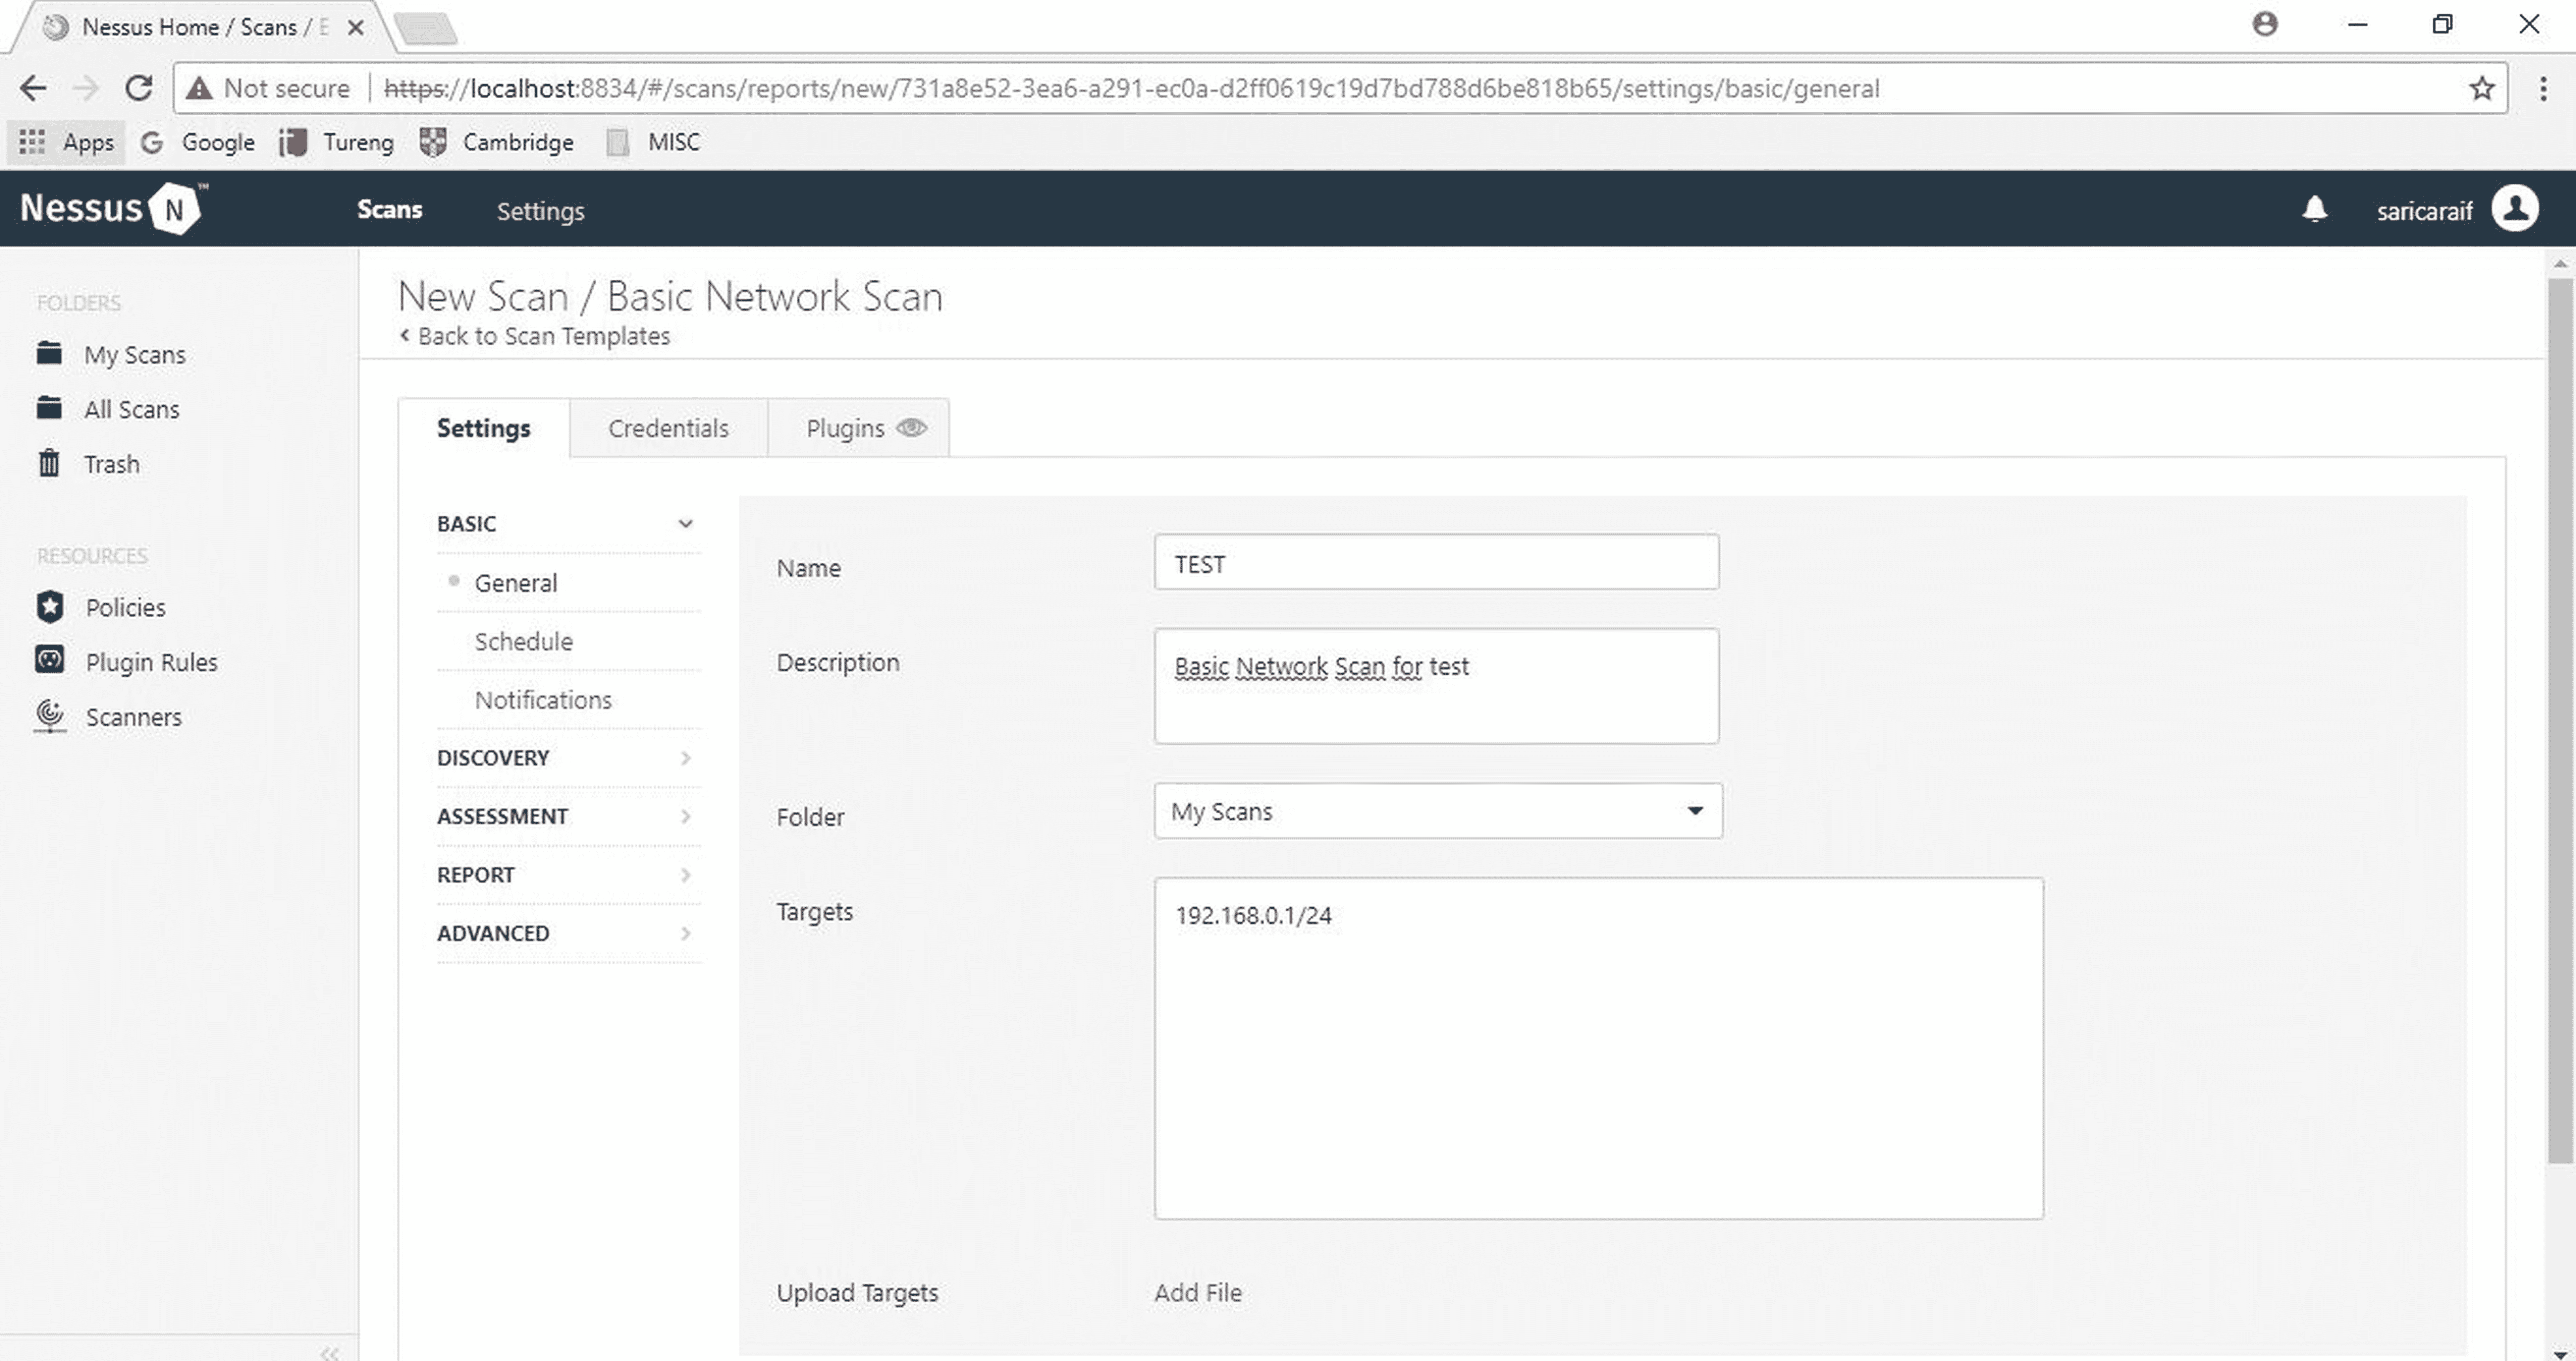 Nessus Home / Scans / E
Not secure https://localhost:8834/#/scans/reports/new/731a8e52-3ea6-a291-ec0a-d2ff0619c19d7bd788d6be818b65/settings/basic/general
Apps Google Tureng Cambridge MISC
Nessus N ™ Scans Settings saricaraif
FOLDERS
My Scans
All Scans
Trash
RESOURCES
Policies
Plugin Rules
Scanners
New Scan / Basic Network Scan
Back to Scan Templates
Settings Credentials Plugins
BASIC
General
Schedule
Notifications
DISCOVERY
ASSESSMENT
REPORT
ADVANCED
Name TEST
Description Basic Network Scan for test
Folder My Scans
Targets 192.168.0.1/24
Upload Targets Add File